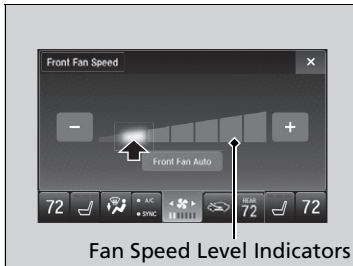 Front Fan Speed
Front Fan Auto
72 A/C SYNC REAR 72 72
Fan Speed Level Indicators